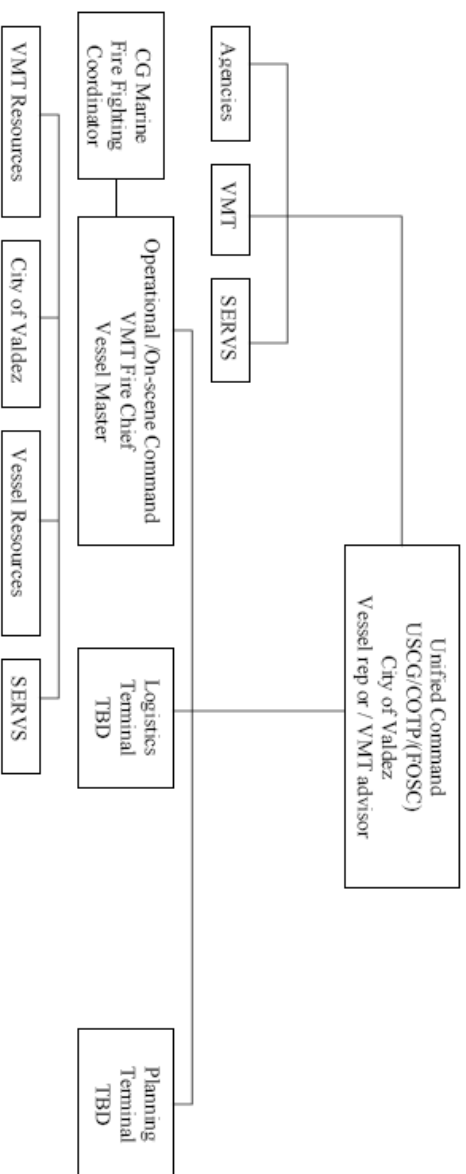 Unified Command
USCG/COTP/(FOSC)
City of Valdez
Vessel rep or / VMT advisor
Agencies
VMT
SERVS
CG Marine
Fire Fighting
Coordinator
Operational /On-scene Command
VMT Fire Chief
Vessel Master
Logistics
Terminal
TBD
Planning
Terminal
TBD
VMT Resources
City of Valdez
Vessel Resources
SERVS